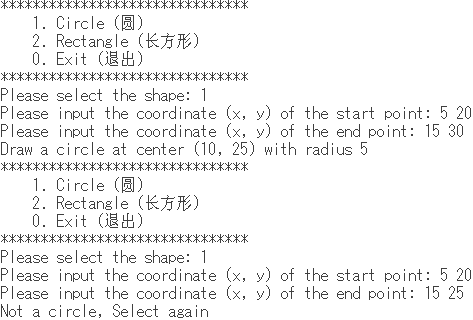 *******************************
1. Circle (圆)
2. Rectangle (长方形)
0. Exit (退出)
*******************************
Please select the shape: 1
Please input the coordinate (x, y) of the start point: 5 20
Please input the coordinate (x, y) of the end point: 15 30
Draw a circle at center (10, 25) with radius 5
*******************************
1. Circle (圆)
2. Rectangle (长方形)
0. Exit (退出)
*******************************
Please select the shape: 1
Please input the coordinate (x, y) of the start point: 5 20
Please input the coordinate (x, y) of the end point: 15 25
Not a circle, Select again